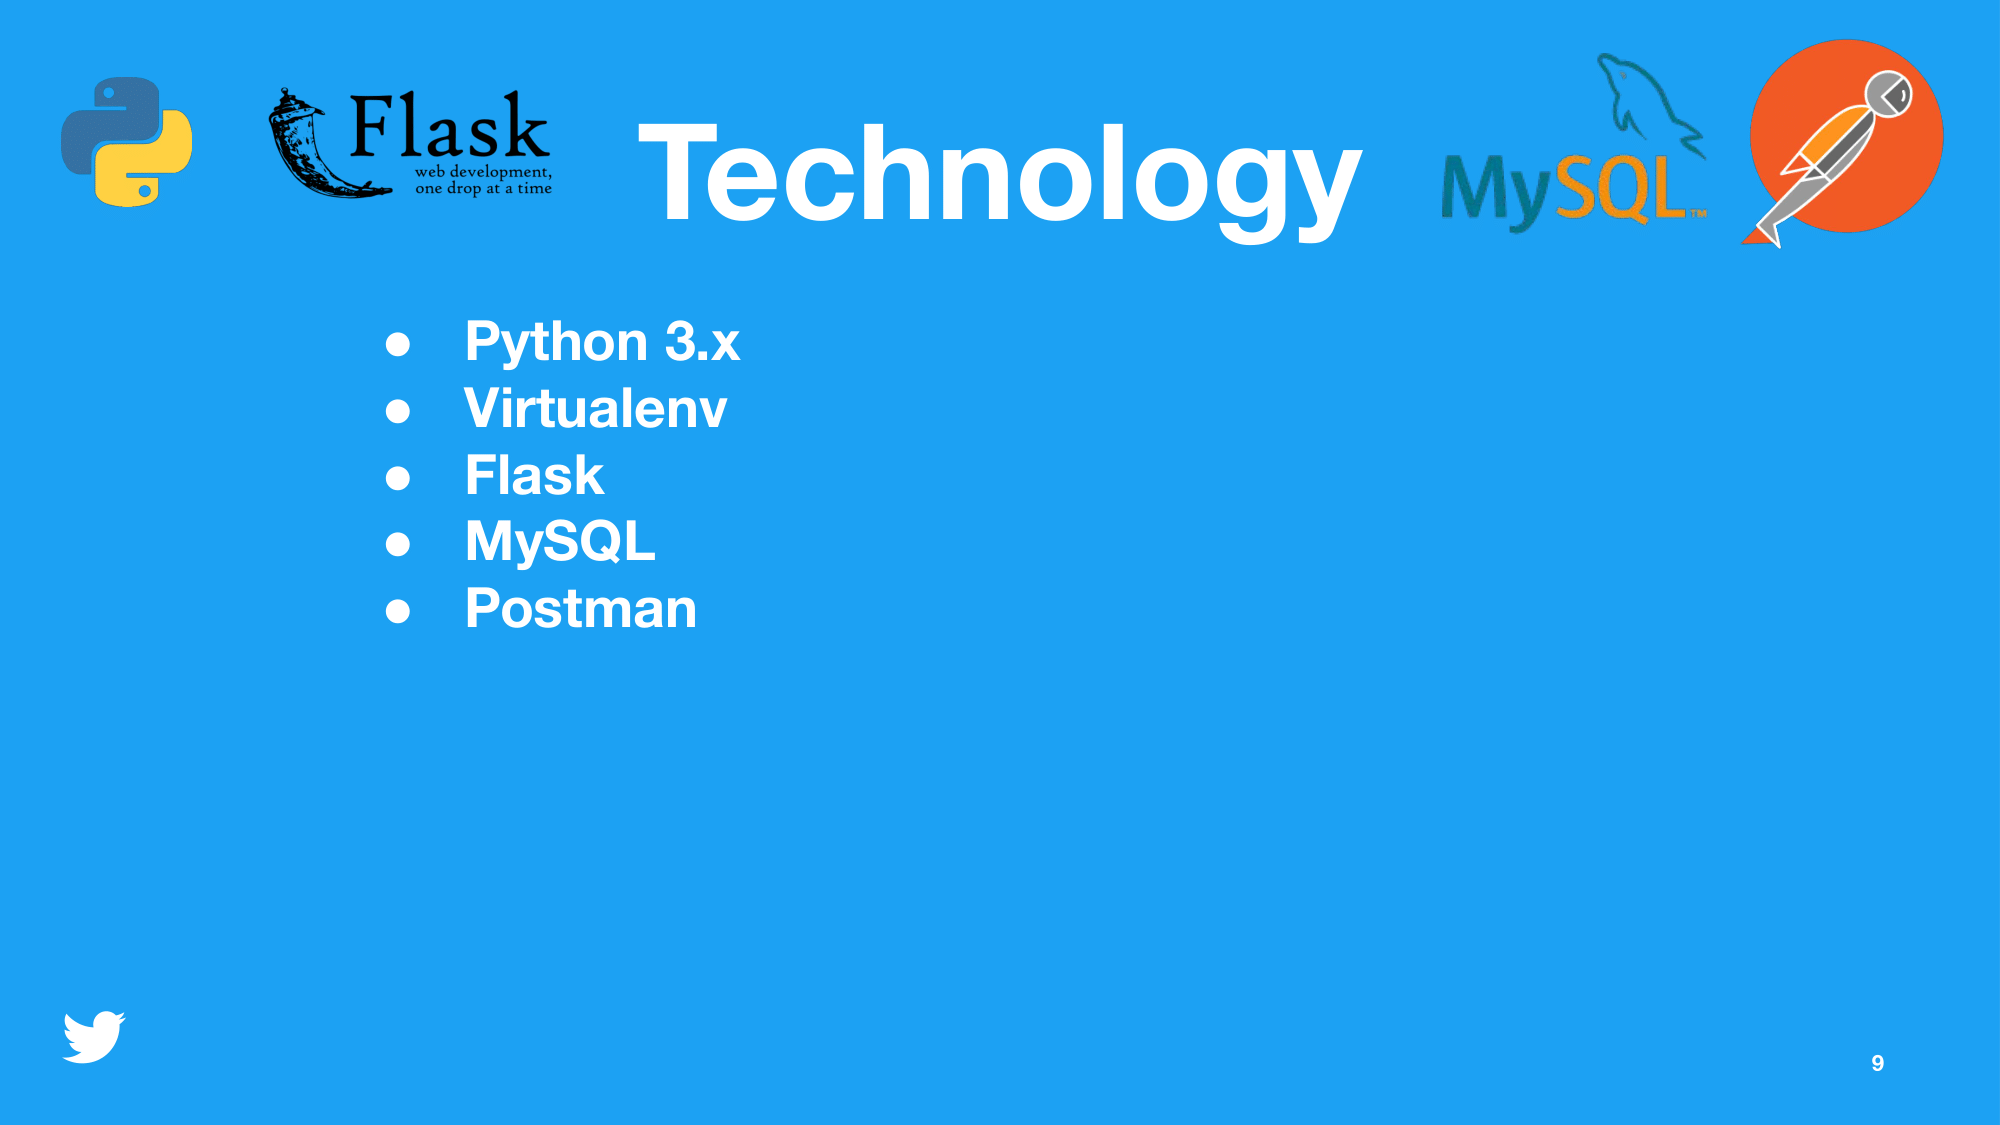 Flask
web development,
one drop at a time
Technology
MySQL™
● Python 3.x
● Virtualenv
● Flask
● MySQL
● Postman
9